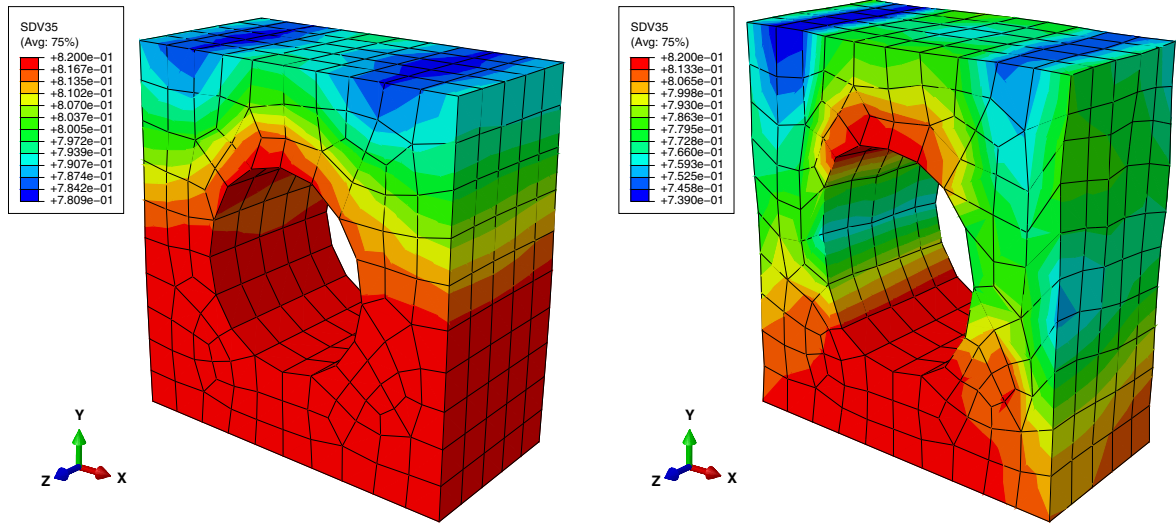 SDV35
(Avg: 75%)
+8.200e−01
+8.167e−01
+8.135e−01
+8.102e−01
+8.070e−01
+8.037e−01
+8.005e−01
+7.972e−01
+7.939e−01
+7.907e−01
+7.874e−01
+7.842e−01
+7.809e−01
Y
Z
X
SDV35
(Avg: 75%)
+8.200e−01
+8.133e−01
+8.065e−01
+7.998e−01
+7.930e−01
+7.863e−01
+7.795e−01
+7.728e−01
+7.660e−01
+7.593e−01
+7.525e−01
+7.458e−01
+7.390e−01
Y
Z
X